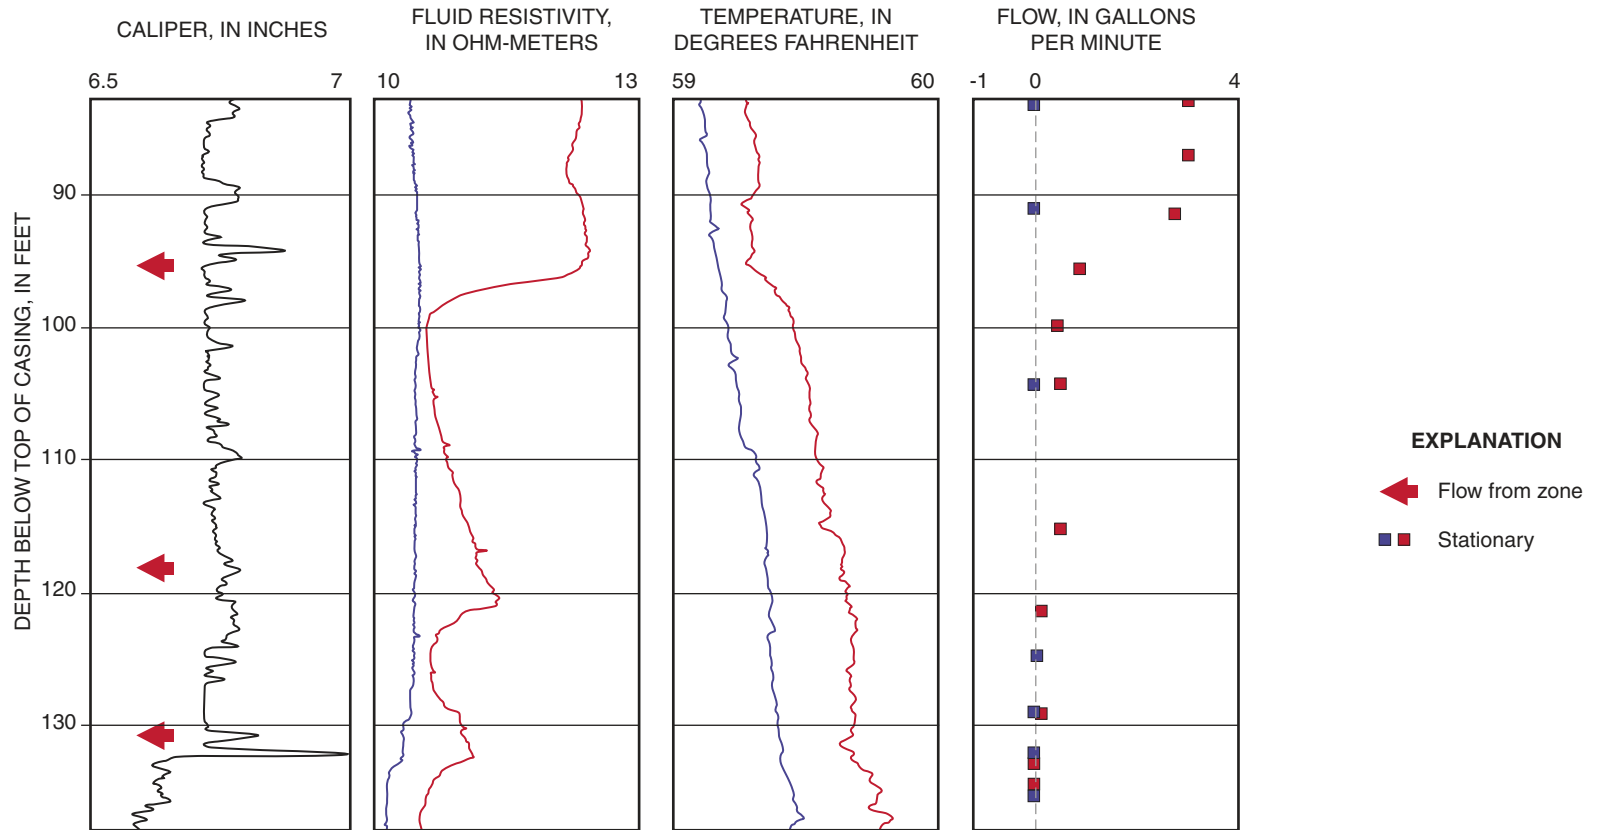 CALIPER, IN INCHES
FLUID RESISTIVITY,
IN OHM-METERS
TEMPERATURE, IN
DEGREES FAHRENHEIT
FLOW, IN GALLONS
PER MINUTE
6.5 7
10 13
59 60
-1 0 4
DEPTH BELOW TOP OF CASING, IN FEET
90
100
110
120
130
EXPLANATION
Flow from zone
Stationary